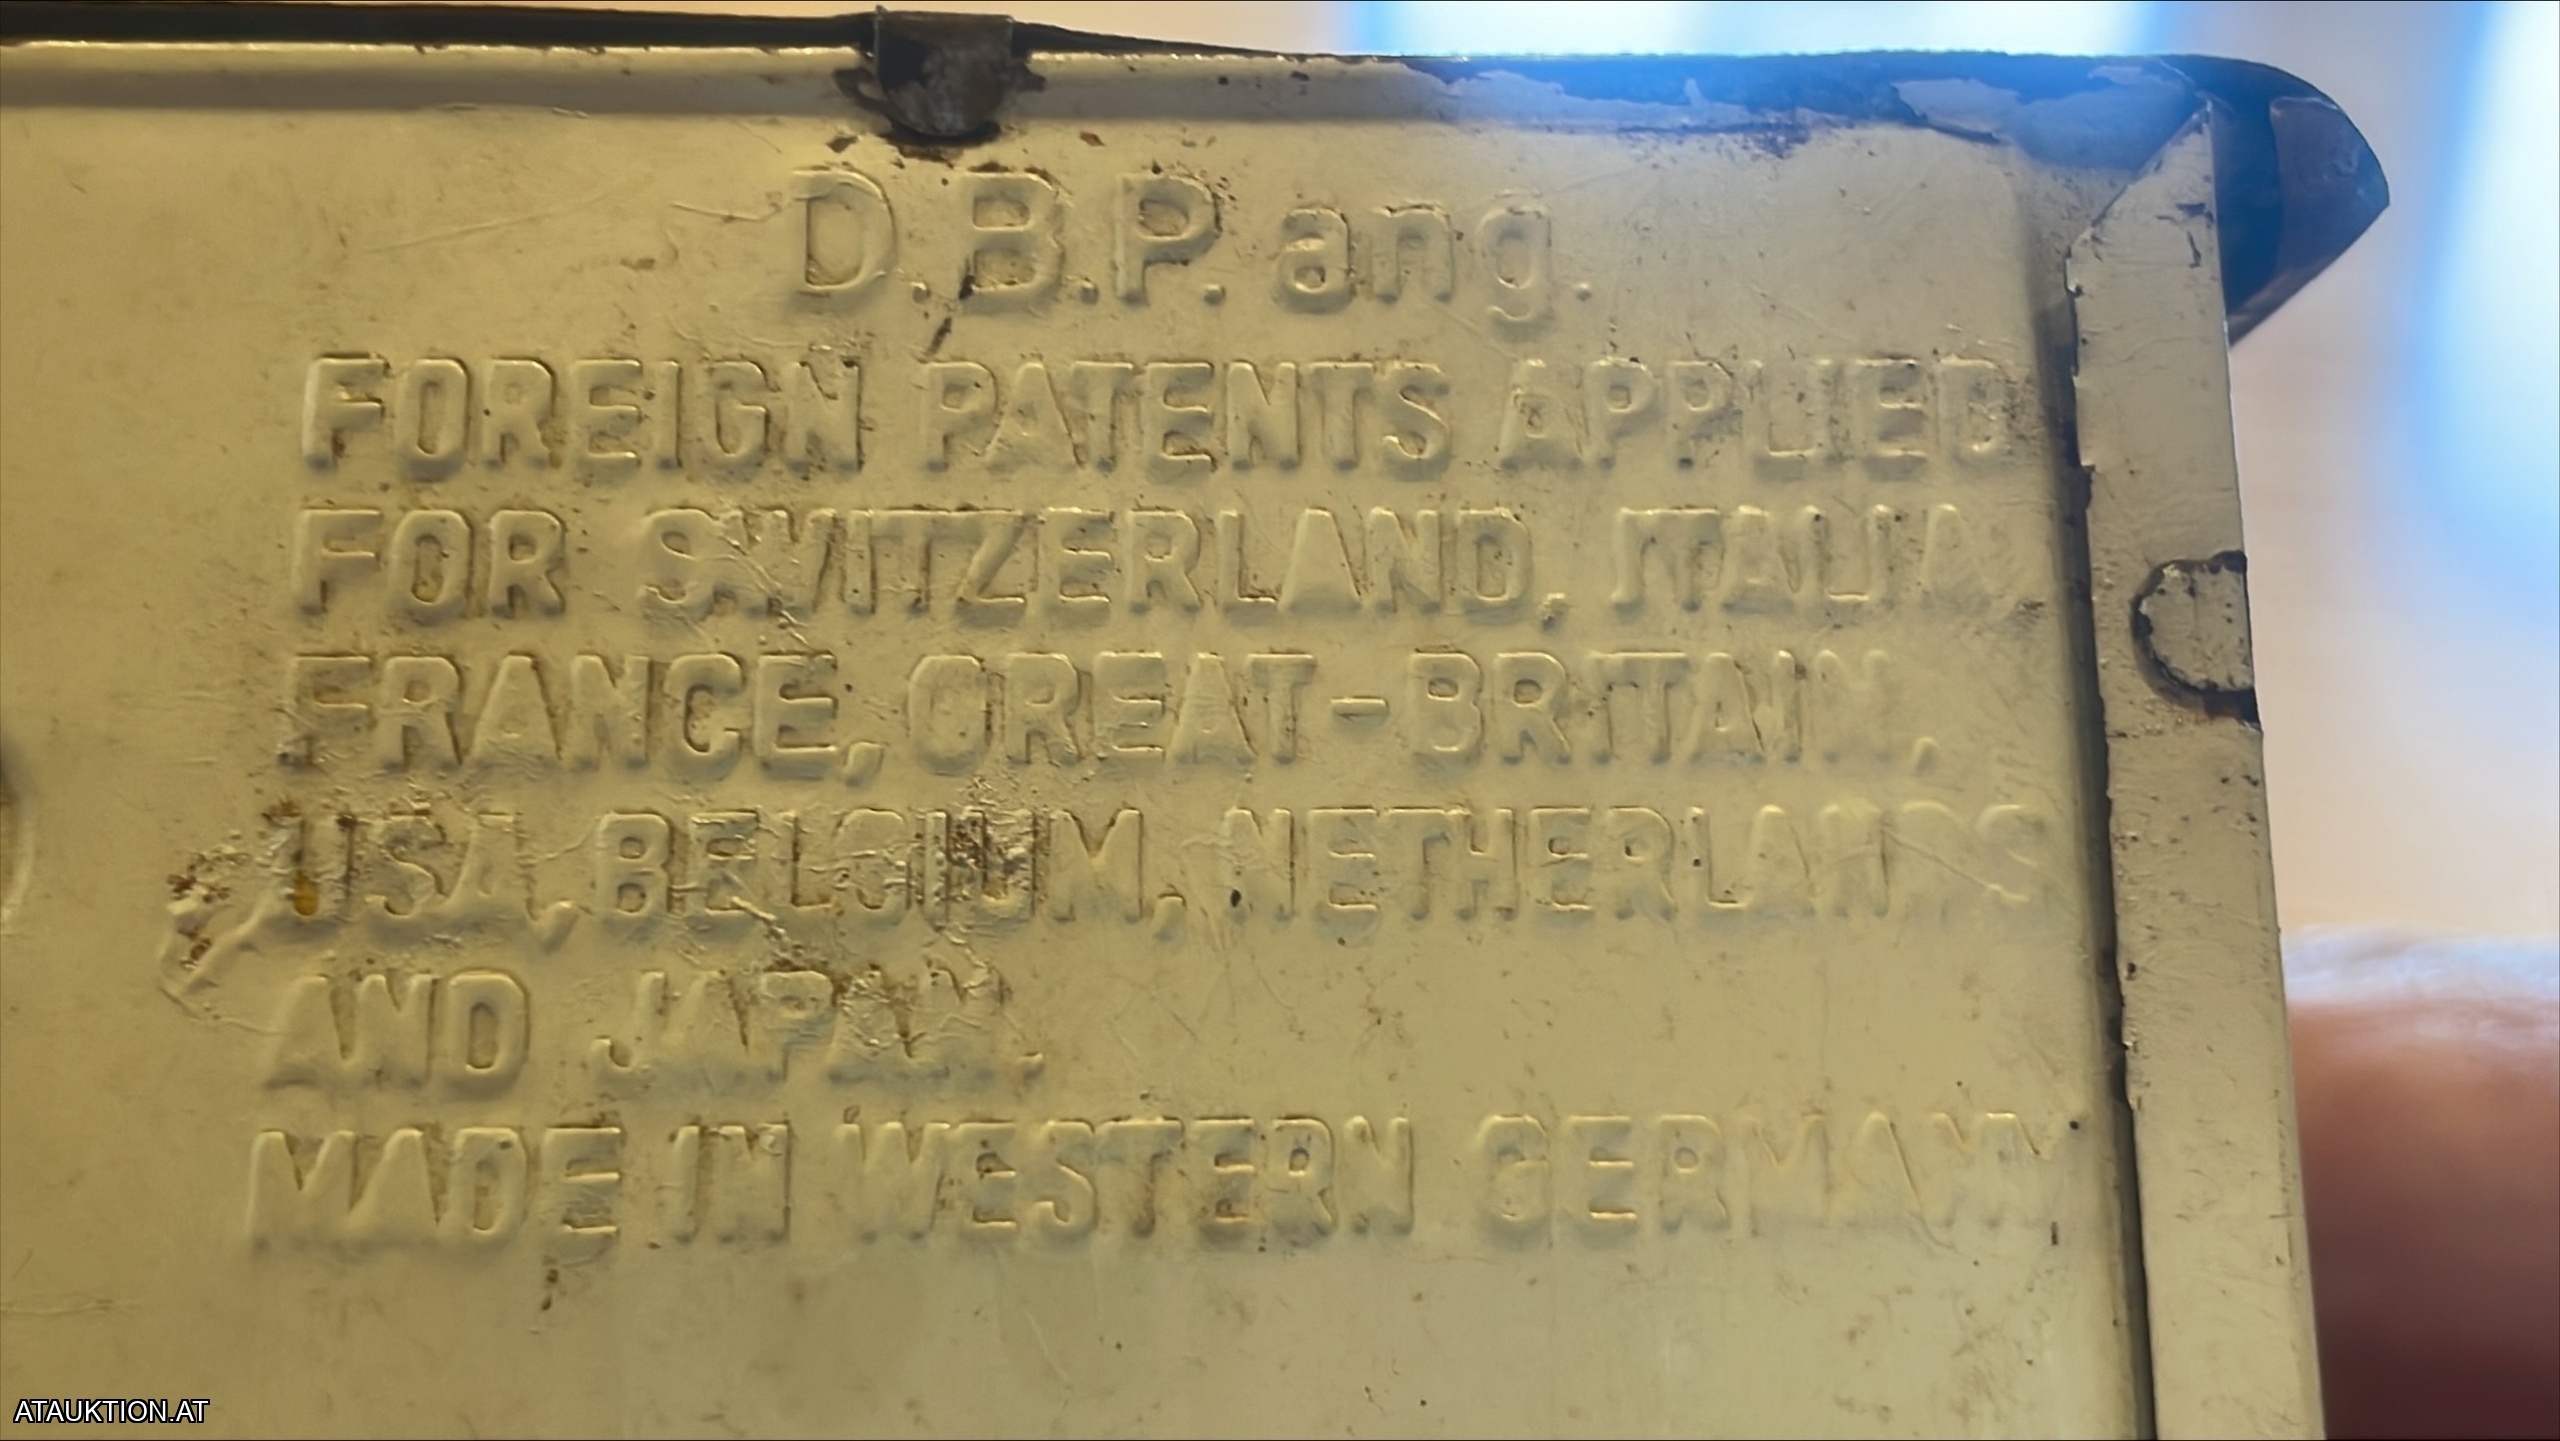 D.B.P. ang.
FOREIGN PATENTS APPLIED
FOR SWITZERLAND, ITALIA
FRANCE, GREAT-BRITAIN,
USA, BELGIUM, NETHERLANDS
AND JAPAN.
MADE IN WESTERN GERMANY
ATAUKTION.AT